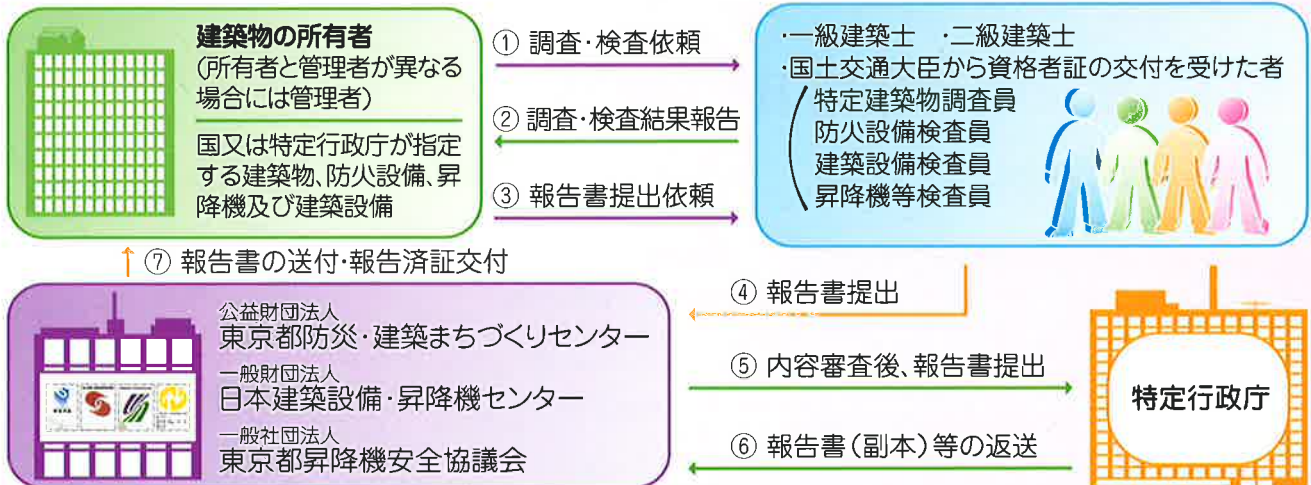 建築物の所有者
(所有者と管理者が異なる
場合には管理者)
国又は特定行政庁が指定
する建築物、防火設備、昇
降機及び建築設備
① 調査・検査依頼
② 調査・検査結果報告
③ 報告書提出依頼
・一級建築士 ・二級建築士
・国土交通大臣から資格者証の交付を受けた者
特定建築物調査員
防火設備検査員
建築設備検査員
昇降機等検査員
⑦ 報告書の送付・報告済証交付
公益財団法人
東京都防災・建築まちづくりセンター
一般財団法人
日本建築設備・昇降機センター
一般社団法人
東京都昇降機安全協議会
④ 報告書提出
⑤ 内容審査後、報告書提出
⑥ 報告書(副本)等の返送
特定行政庁